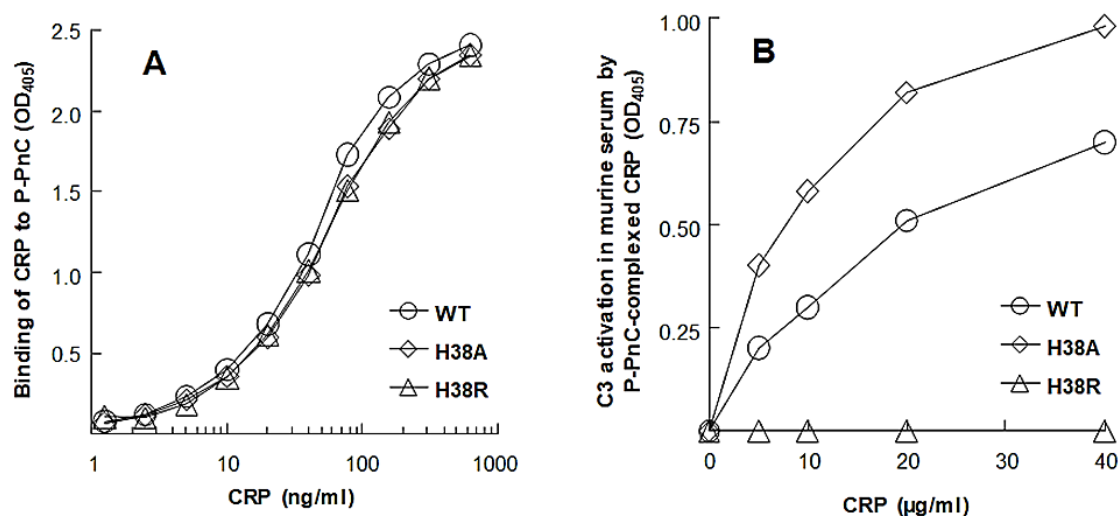 A
Binding of CRP to P-PnC (OD405)
2.5
2.0
1.5
1.0
0.5
WT
H38A
H38R
1 10 100 1000
CRP (ng/ml)
B
C3 activation in murine serum by
P-PnC-complexed CRP (OD405)
1.00
0.75
0.50
0.25
WT
H38A
H38R
0 10 20 30 40
CRP (µg/ml)